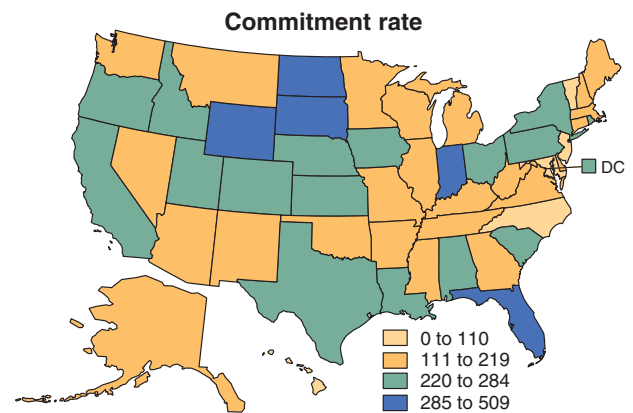 Commitment rate
DC
0 to 110
111 to 219
220 to 284
285 to 509